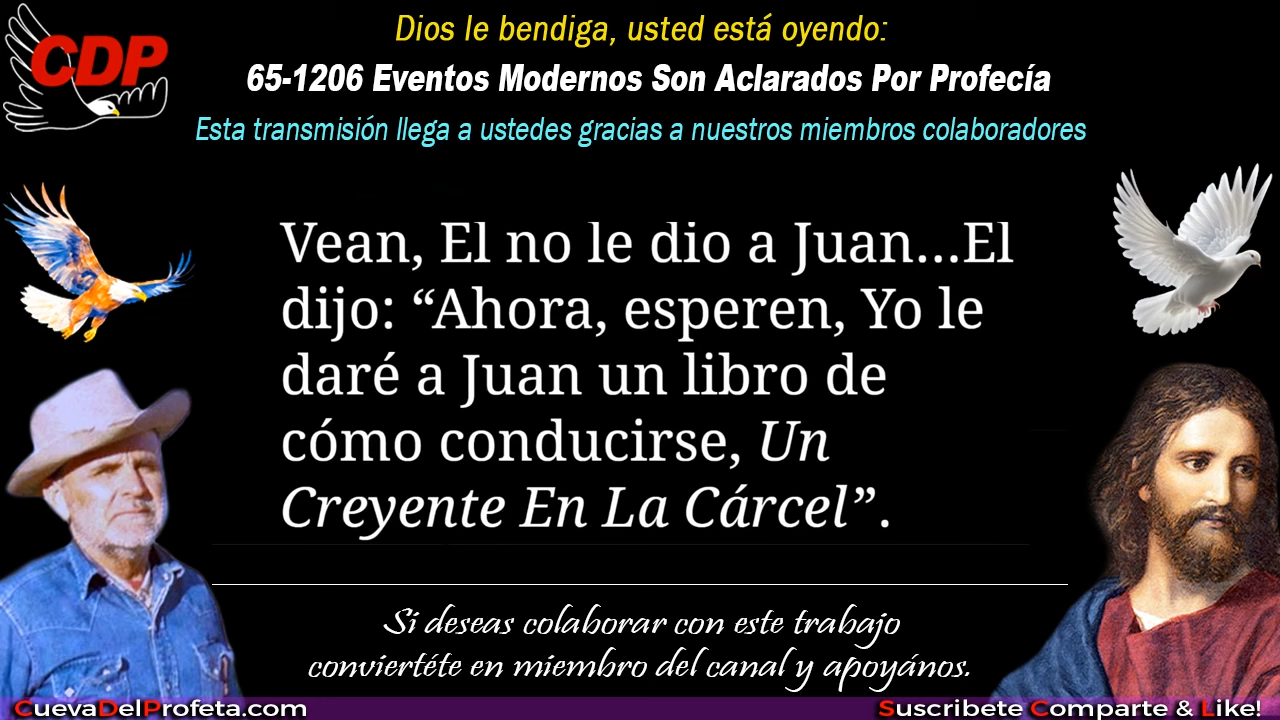 CDP
Dios le bendiga, usted está oyendo:
65-1206 Eventos Modernos Son Aclarados Por Profecía
Esta transmisión llega a ustedes gracias a nuestros miembros colaboradores
Vean, El no le dio a Juan...El
dijo: “Ahora, esperen, Yo le
daré a Juan un libro de
cómo conducirse, Un
Creyente En La Cárcel”.
Si deseas colaborar con este trabajo
conviertéte en miembro del canal y apoyános.
CuevaDelProfeta.com
Suscribete Comparte & Like!